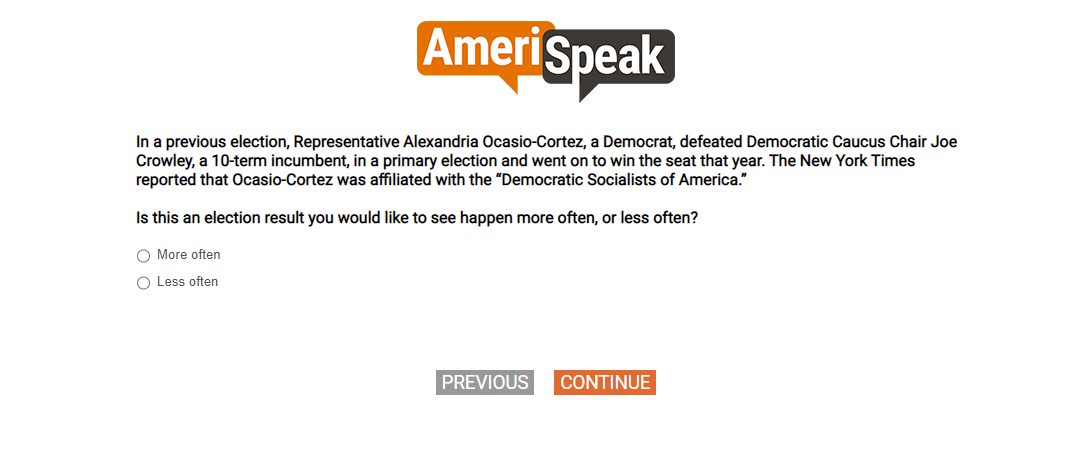 AmeriSpeak
In a previous election, Representative Alexandria Ocasio-Cortez, a Democrat, defeated Democratic Caucus Chair Joe
Crowley, a 10-term incumbent, in a primary election and went on to win the seat that year. The New York Times
reported that Ocasio-Cortez was affiliated with the “Democratic Socialists of America.”
Is this an election result you would like to see happen more often, or less often?
More often
Less often
PREVIOUS CONTINUE